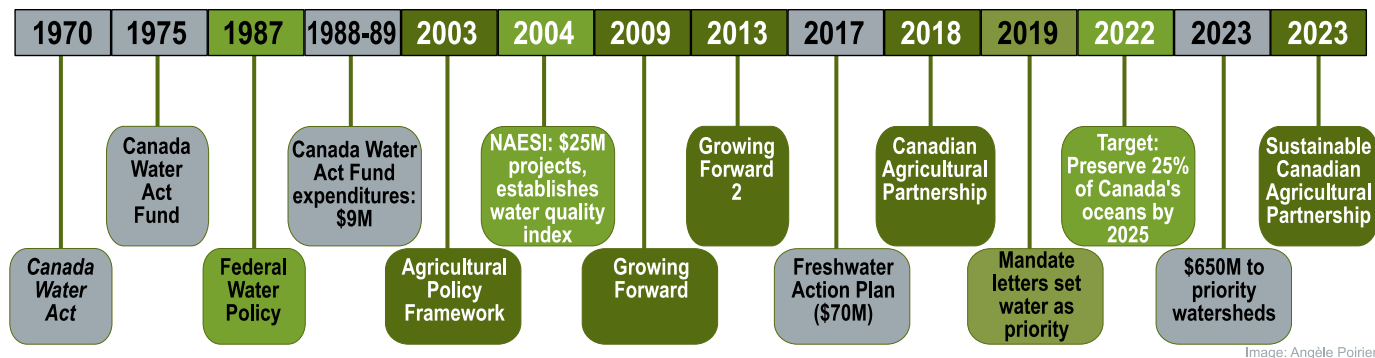 1970 1975 1987 1988-89 2003 2004 2009 2013 2017 2018 2019 2022 2023 2023
Canada
Water
Act
Fund
Canada Water
Act Fund
expenditures:
$9M
NAESI: $25M
projects,
establishes
water quality
index
Growing
Forward
2
Canadian
Agricultural
Partnership
Target:
Preserve 25%
of Canada's
oceans by
2025
Sustainable
Canadian
Agricultural
Partnership
Canada
Water
Act
Federal
Water
Policy
Agricultural
Policy
Framework
Growing
Forward
Freshwater
Action Plan
($70M)
Mandate
letters set
water as
priority
$650M to
priority
watersheds
Image: Angèle Poirier